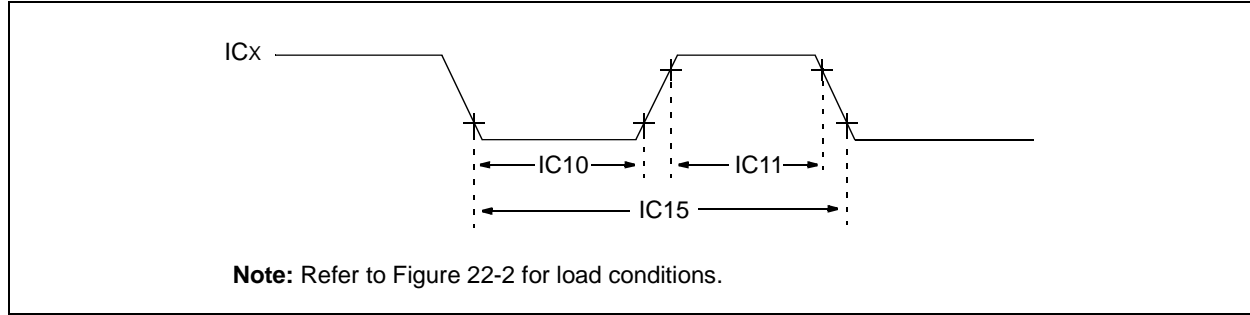 ICx
IC10
IC11
IC15
Note: Refer to Figure 22-2 for load conditions.